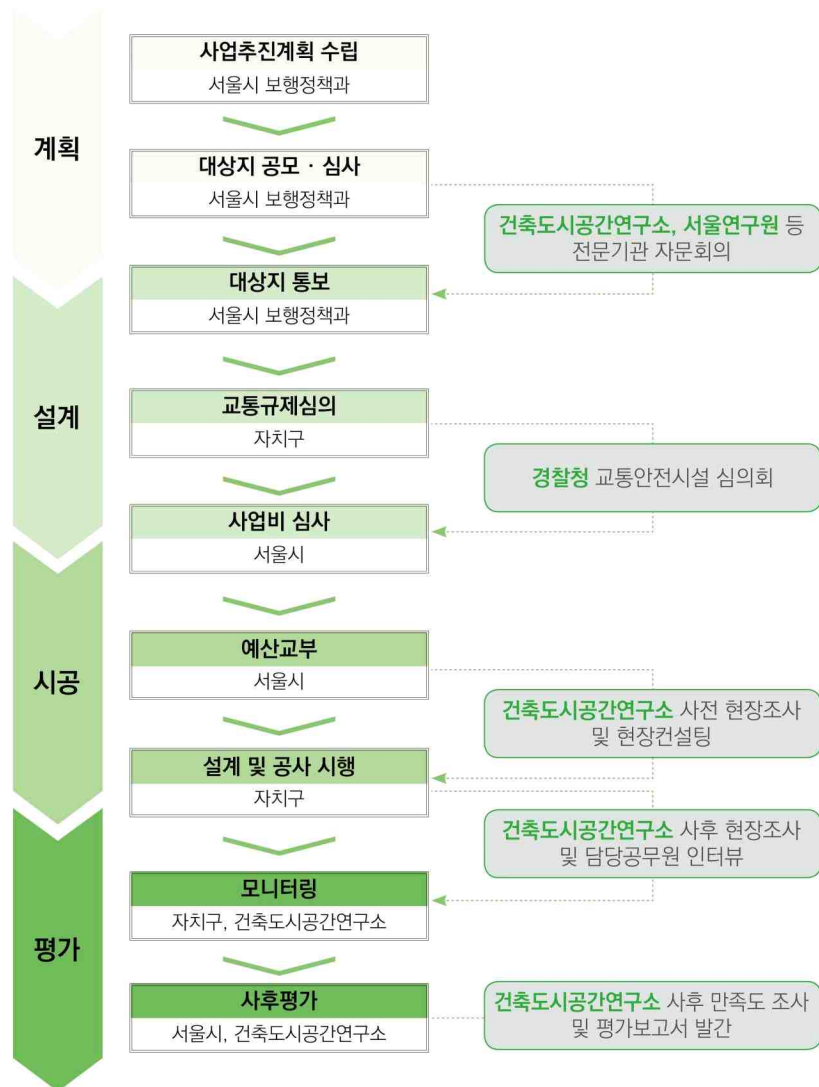 계획
사업추진계획 수립
서울시 보행정책과
대상지 공모 · 심사
서울시 보행정책과
건축도시공간연구소, 서울연구원 등
전문기관 자문회의
설계
대상지 통보
서울시 보행정책과
교통규제심의
자치구
경찰청 교통안전시설 심의회
사업비 심사
서울시
시공
예산교부
서울시
건축도시공간연구소 사전 현장조사
및 현장컨설팅
설계 및 공사 시행
자치구
건축도시공간연구소 사후 현장조사
및 담당공무원 인터뷰
평가
모니터링
자치구, 건축도시공간연구소
사후평가
서울시, 건축도시공간연구소
건축도시공간연구소 사후 만족도 조사
및 평가보고서 발간